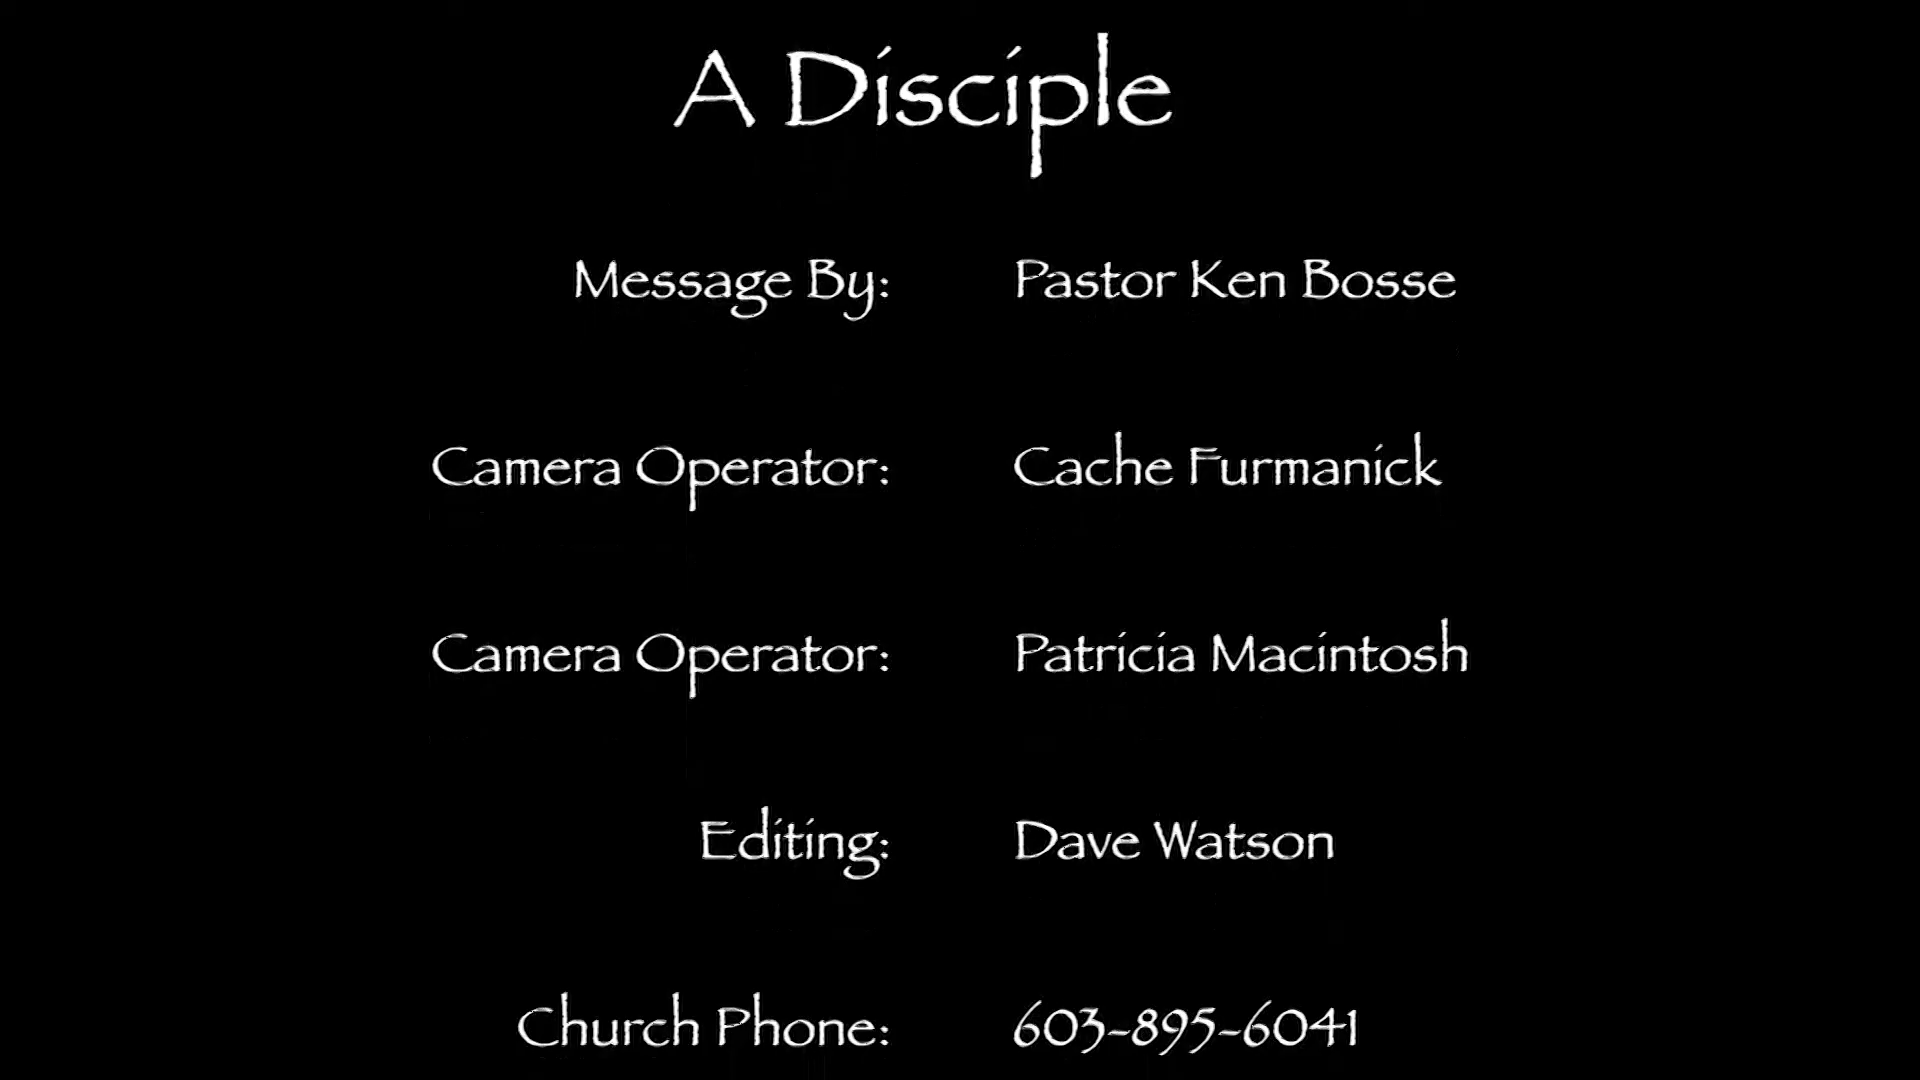 A Disciple
Message By: Pastor Ken Bosse
Camera Operator: Cache Furmanick
Camera Operator: Patricia Macintosh
Editing: Dave Watson
Church Phone: 603-895-6041